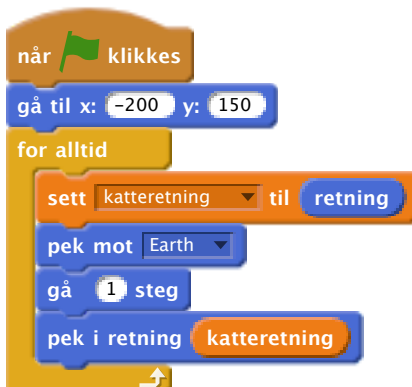 når klikkes
gå til x: -200 y: 150
for alltid
sett katteretning til retning
pek mot Earth
gå 1 steg
pek i retning katteretning